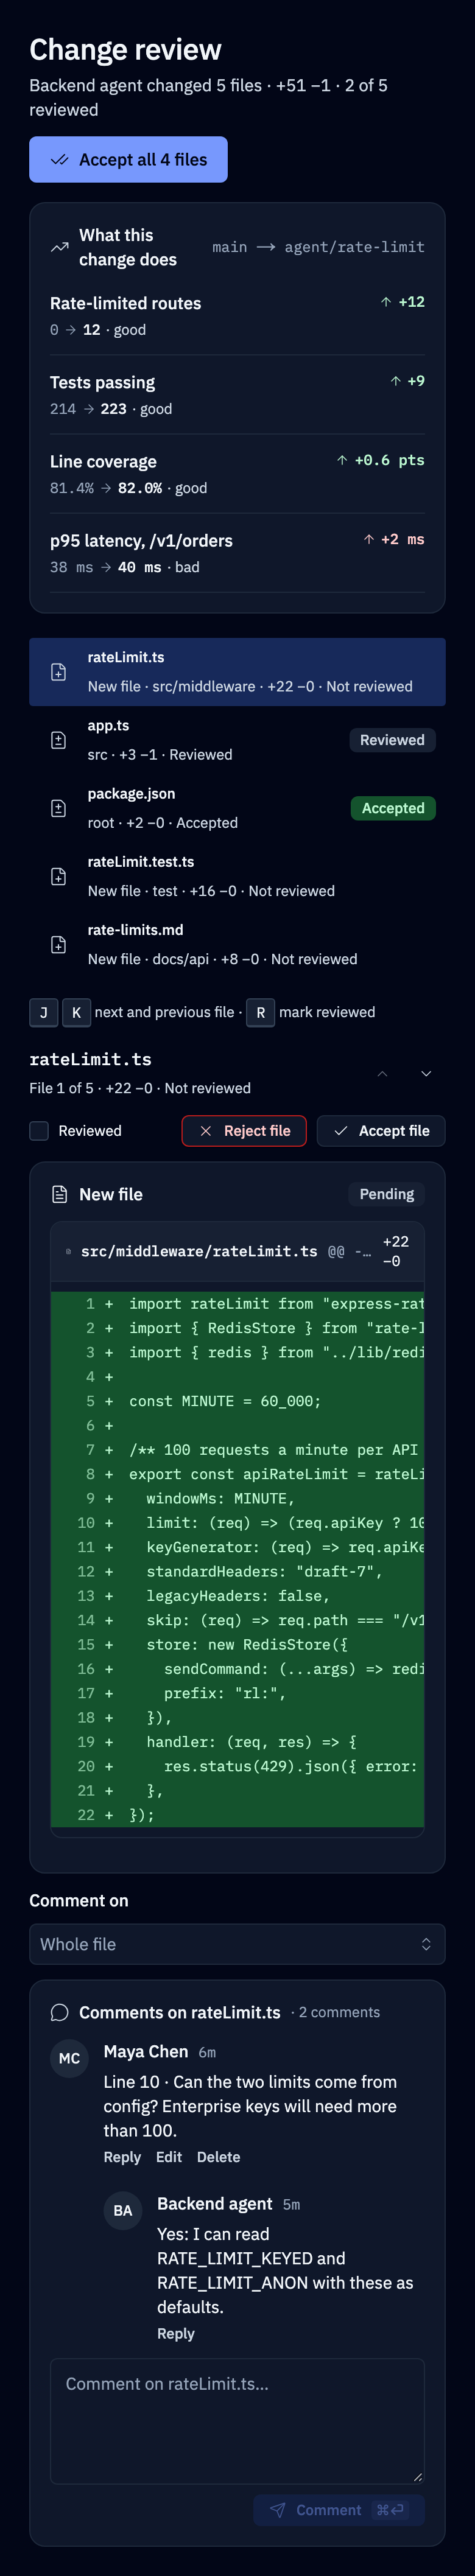 Change review
Backend agent changed 5 files · +51 −1 · 2 of 5
reviewed
Accept all 4 files
What this
change does
main → agent/rate-limit
Rate-limited routes
↑ +12
0 → 12 · good
Tests passing
↑ +9
214 → 223 · good
Line coverage
↑ +0.6 pts
81.4% → 82.0% · good
p95 latency, /v1/orders
↑ +2 ms
38 ms → 40 ms · bad
rateLimit.ts
New file · src/middleware · +22 −0 · Not reviewed
app.ts
src · +3 −1 · Reviewed
Reviewed
package.json
root · +2 −0 · Accepted
Accepted
rateLimit.test.ts
New file · test · +16 −0 · Not reviewed
rate-limits.md
New file · docs/api · +8 −0 · Not reviewed
J K next and previous file · R mark reviewed
rateLimit.ts
File 1 of 5 · +22 −0 · Not reviewed
Reviewed
Reject file
Accept file
New file
Pending
src/middleware/rateLimit.ts @@ -…
+22
−0
1 + import rateLimit from "express-rat
2 + import { RedisStore } from "rate-l
3 + import { redis } from "../lib/redi
4 +
5 + const MINUTE = 60_000;
6 +
7 + /** 100 requests a minute per API
8 + export const apiRateLimit = rateLi
9 + windowMs: MINUTE,
10 + limit: (req) => (req.apiKey ? 10
11 + keyGenerator: (req) => req.apiKe
12 + standardHeaders: "draft-7",
13 + legacyHeaders: false,
14 + skip: (req) => req.path === "/v1
15 + store: new RedisStore({
16 + sendCommand: (...args) => redi
17 + prefix: "rl:",
18 + }),
19 + handler: (req, res) => {
20 + res.status(429).json({ error:
21 + },
22 + });
Comment on
Whole file
Comments on rateLimit.ts · 2 comments
MC
Maya Chen 6m
Line 10 · Can the two limits come from
config? Enterprise keys will need more
than 100.
Reply Edit Delete
BA
Backend agent 5m
Yes: I can read
RATE_LIMIT_KEYED and
RATE_LIMIT_ANON with these as
defaults.
Reply
Comment on rateLimit.ts…
Comment ⌘⏎